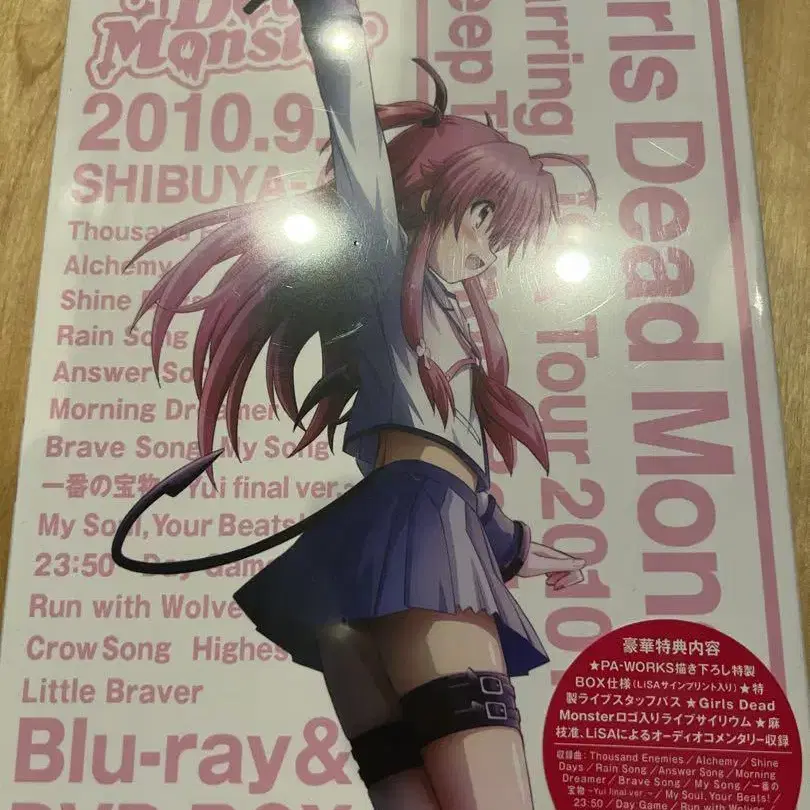 Dead
Monster
2010.9.
SHIBUYA-
Thousand
Alchemy
Shine
Rain Song
Answer So
Morning Dreamer
Brave Song My Song
一番の宝物 ~Yui final ver.~
My Soul, Your Beats!
23:50 Day Game
Run with Wolve
Crow Song Highes
Little Braver
Blu-ray&
DVD BOX
rls Dead Mons
arring Tour 2010
eep
豪華特典内容
★PA-WORKS描き下ろし特製
BOX仕様(LiSAサインプリント入り)★特
製ライブスタッフパス★Girls Dead
Monsterロゴ入りライブサイリウム★麻
枝准、LiSAによるオーディオコメンタリー収録
収録曲:Thousand Enemies/Alchemy/Shine
Days/Rain Song/Answer Song/Morning
Dreamer/Brave Song/My Song/一番の
宝物 ~Yui final ver.~/My Soul, Your Beats!
/23:50/Day Game/Run with Wolves